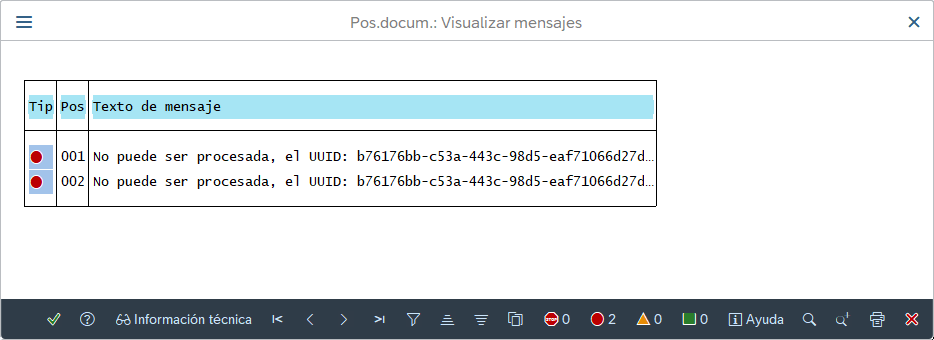 Pos.docum.: Visualizar mensajes
Tip Pos Texto de mensaje
001 No puede ser procesada, el UUID: b76176bb-c53a-443c-98d5-eaf71066d27d…
002 No puede ser procesada, el UUID: b76176bb-c53a-443c-98d5-eaf71066d27d…
Información técnica STOP 0 2 0 0 Ayuda